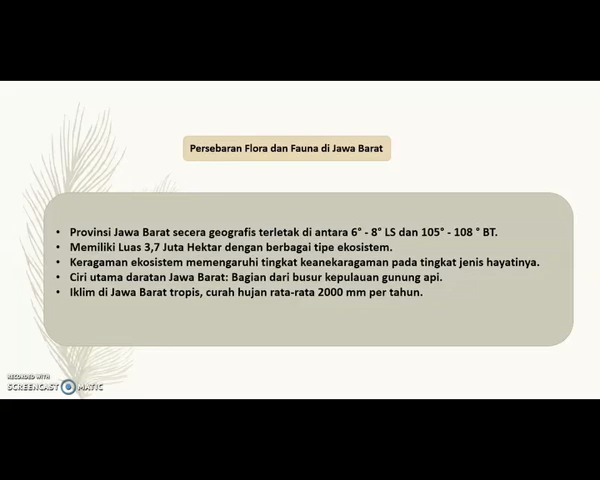 Persebaran Flora dan Fauna di Jawa Barat
• Provinsi Jawa Barat secera geografis terletak di antara 6° - 8° LS dan 105° - 108 ° BT.
• Memiliki Luas 3,7 Juta Hektar dengan berbagai tipe ekosistem.
• Keragaman ekosistem memengaruhi tingkat keanekaragaman pada tingkat jenis hayatinya.
• Ciri utama daratan Jawa Barat: Bagian dari busur kepulauan gunung api.
• Iklim di Jawa Barat tropis, curah hujan rata-rata 2000 mm per tahun.
RECORDED WITH
SCREENCAST MATIC